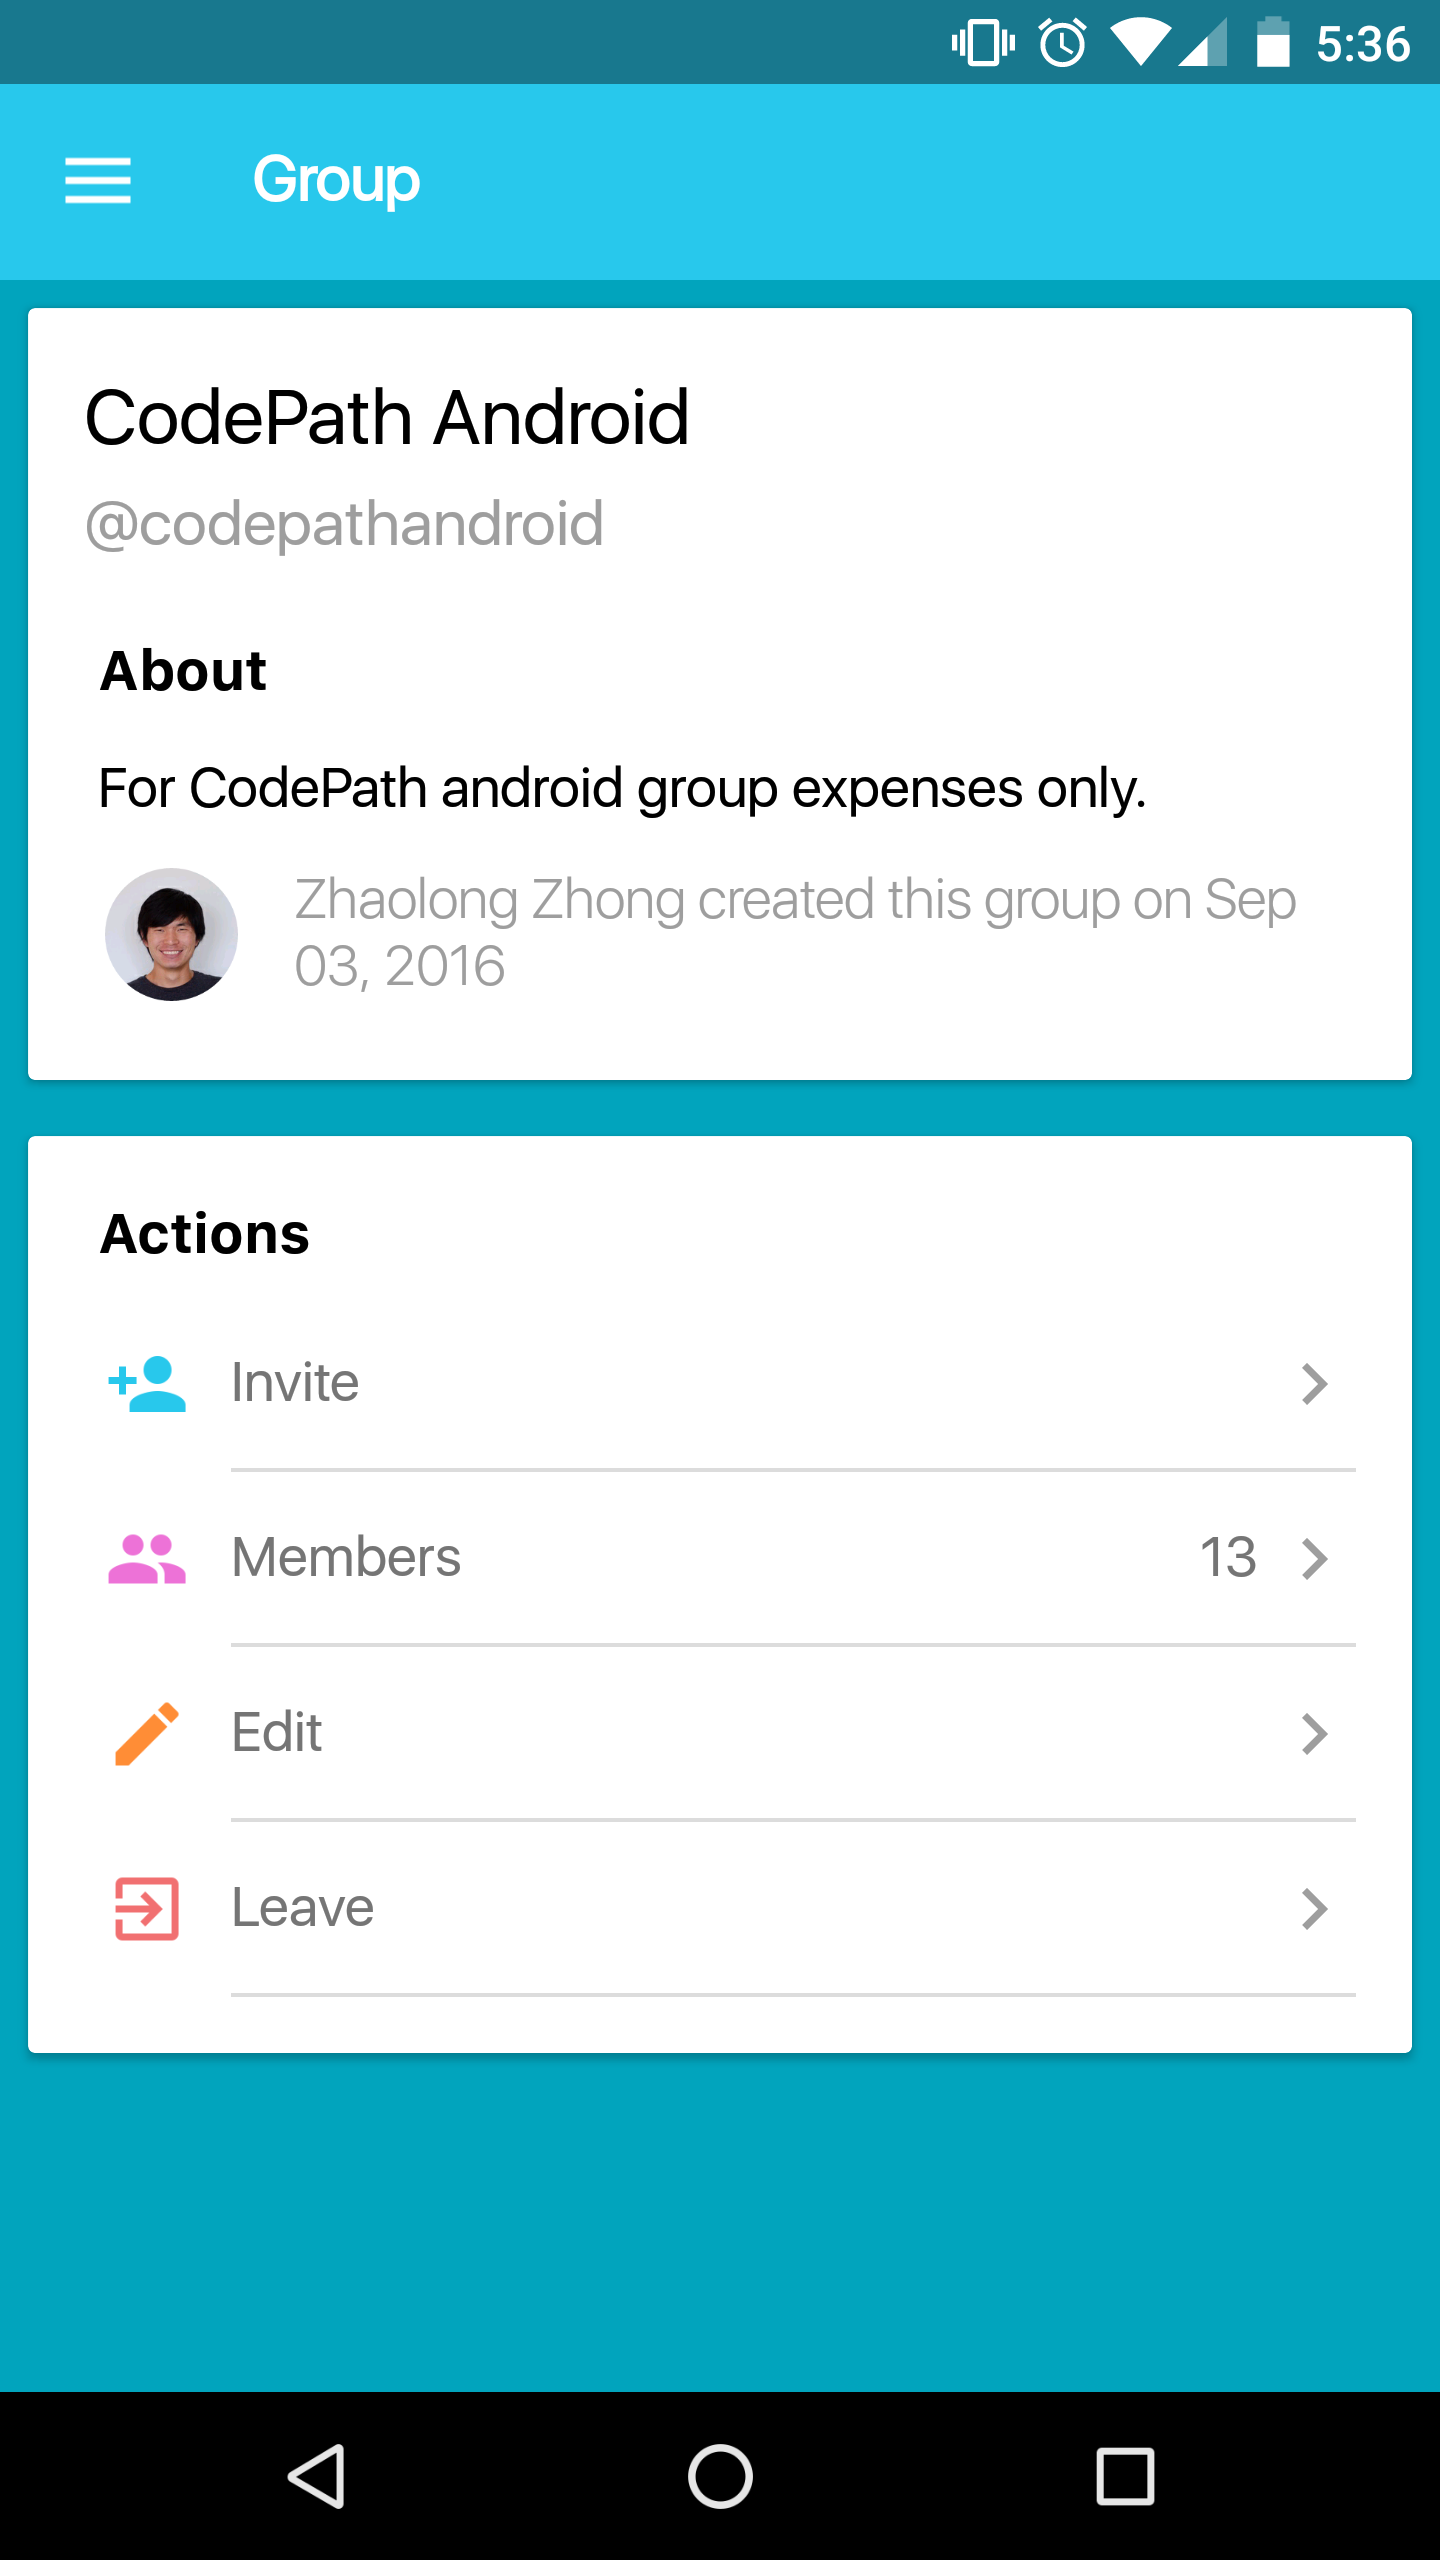 5:36
Group
CodePath Android
@codepathandroid
About
For CodePath android group expenses only.
Zhaolong Zhong created this group on Sep
03, 2016
Actions
Invite
Members 13
Edit
Leave